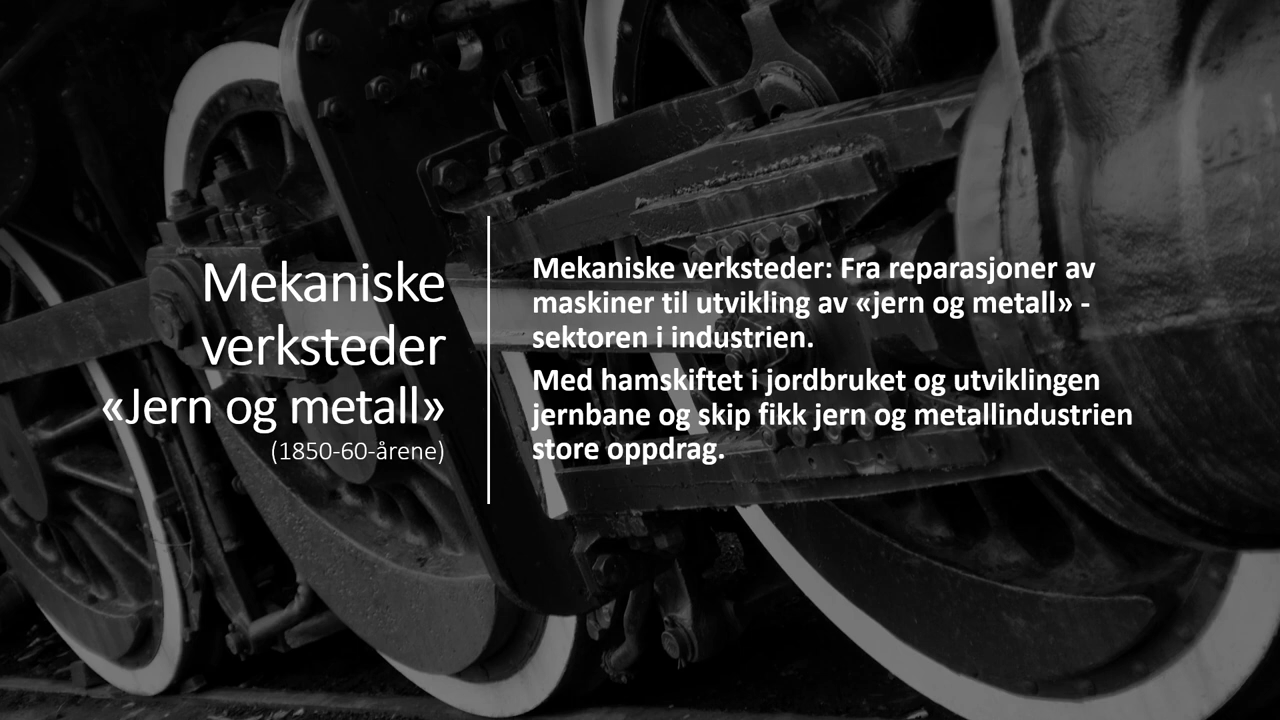 Mekaniske
verksteder
«Jern og metall»
(1850-60-årene)
Mekaniske verksteder: Fra reparasjoner av
maskiner til utvikling av «jern og metall» -
sektoren i industrien.
Med hamskiftet i jordbruket og utviklingen
jernbane og skip fikk jern og metallindustrien
store oppdrag.